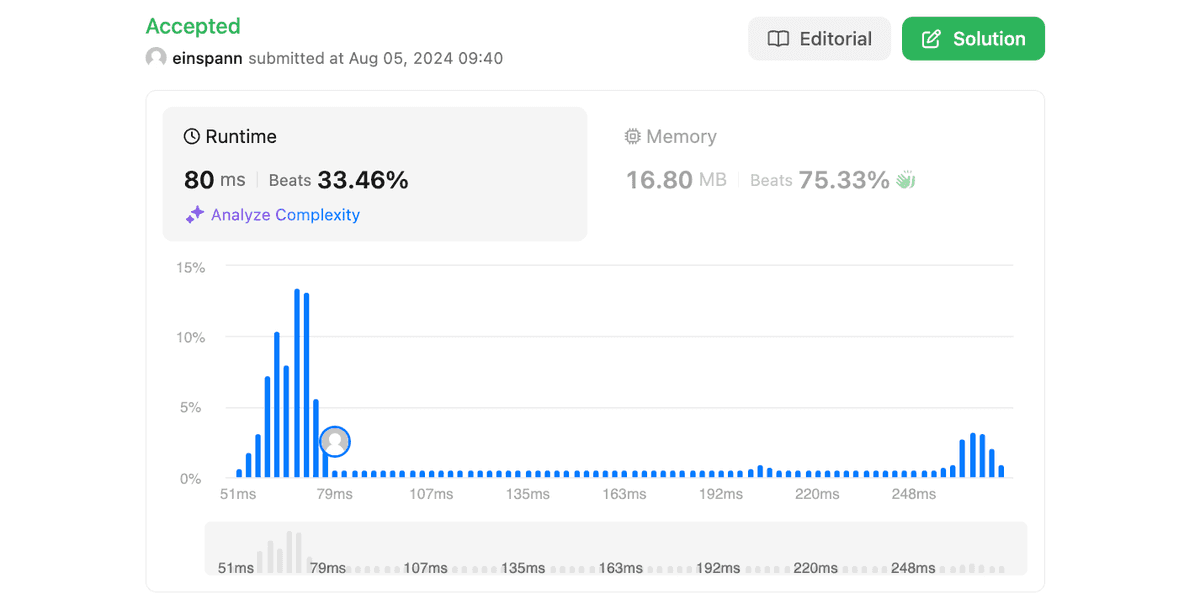 Accepted
einspann submitted at Aug 05, 2024 09:40
Editorial
Solution
Runtime
80 ms Beats 33.46%
Analyze Complexity
Memory
16.80 MB Beats 75.33%
15%
10%
5%
0%
51ms 79ms 107ms 135ms 163ms 192ms 220ms 248ms
51ms 79ms 107ms 135ms 163ms 192ms 220ms 248ms